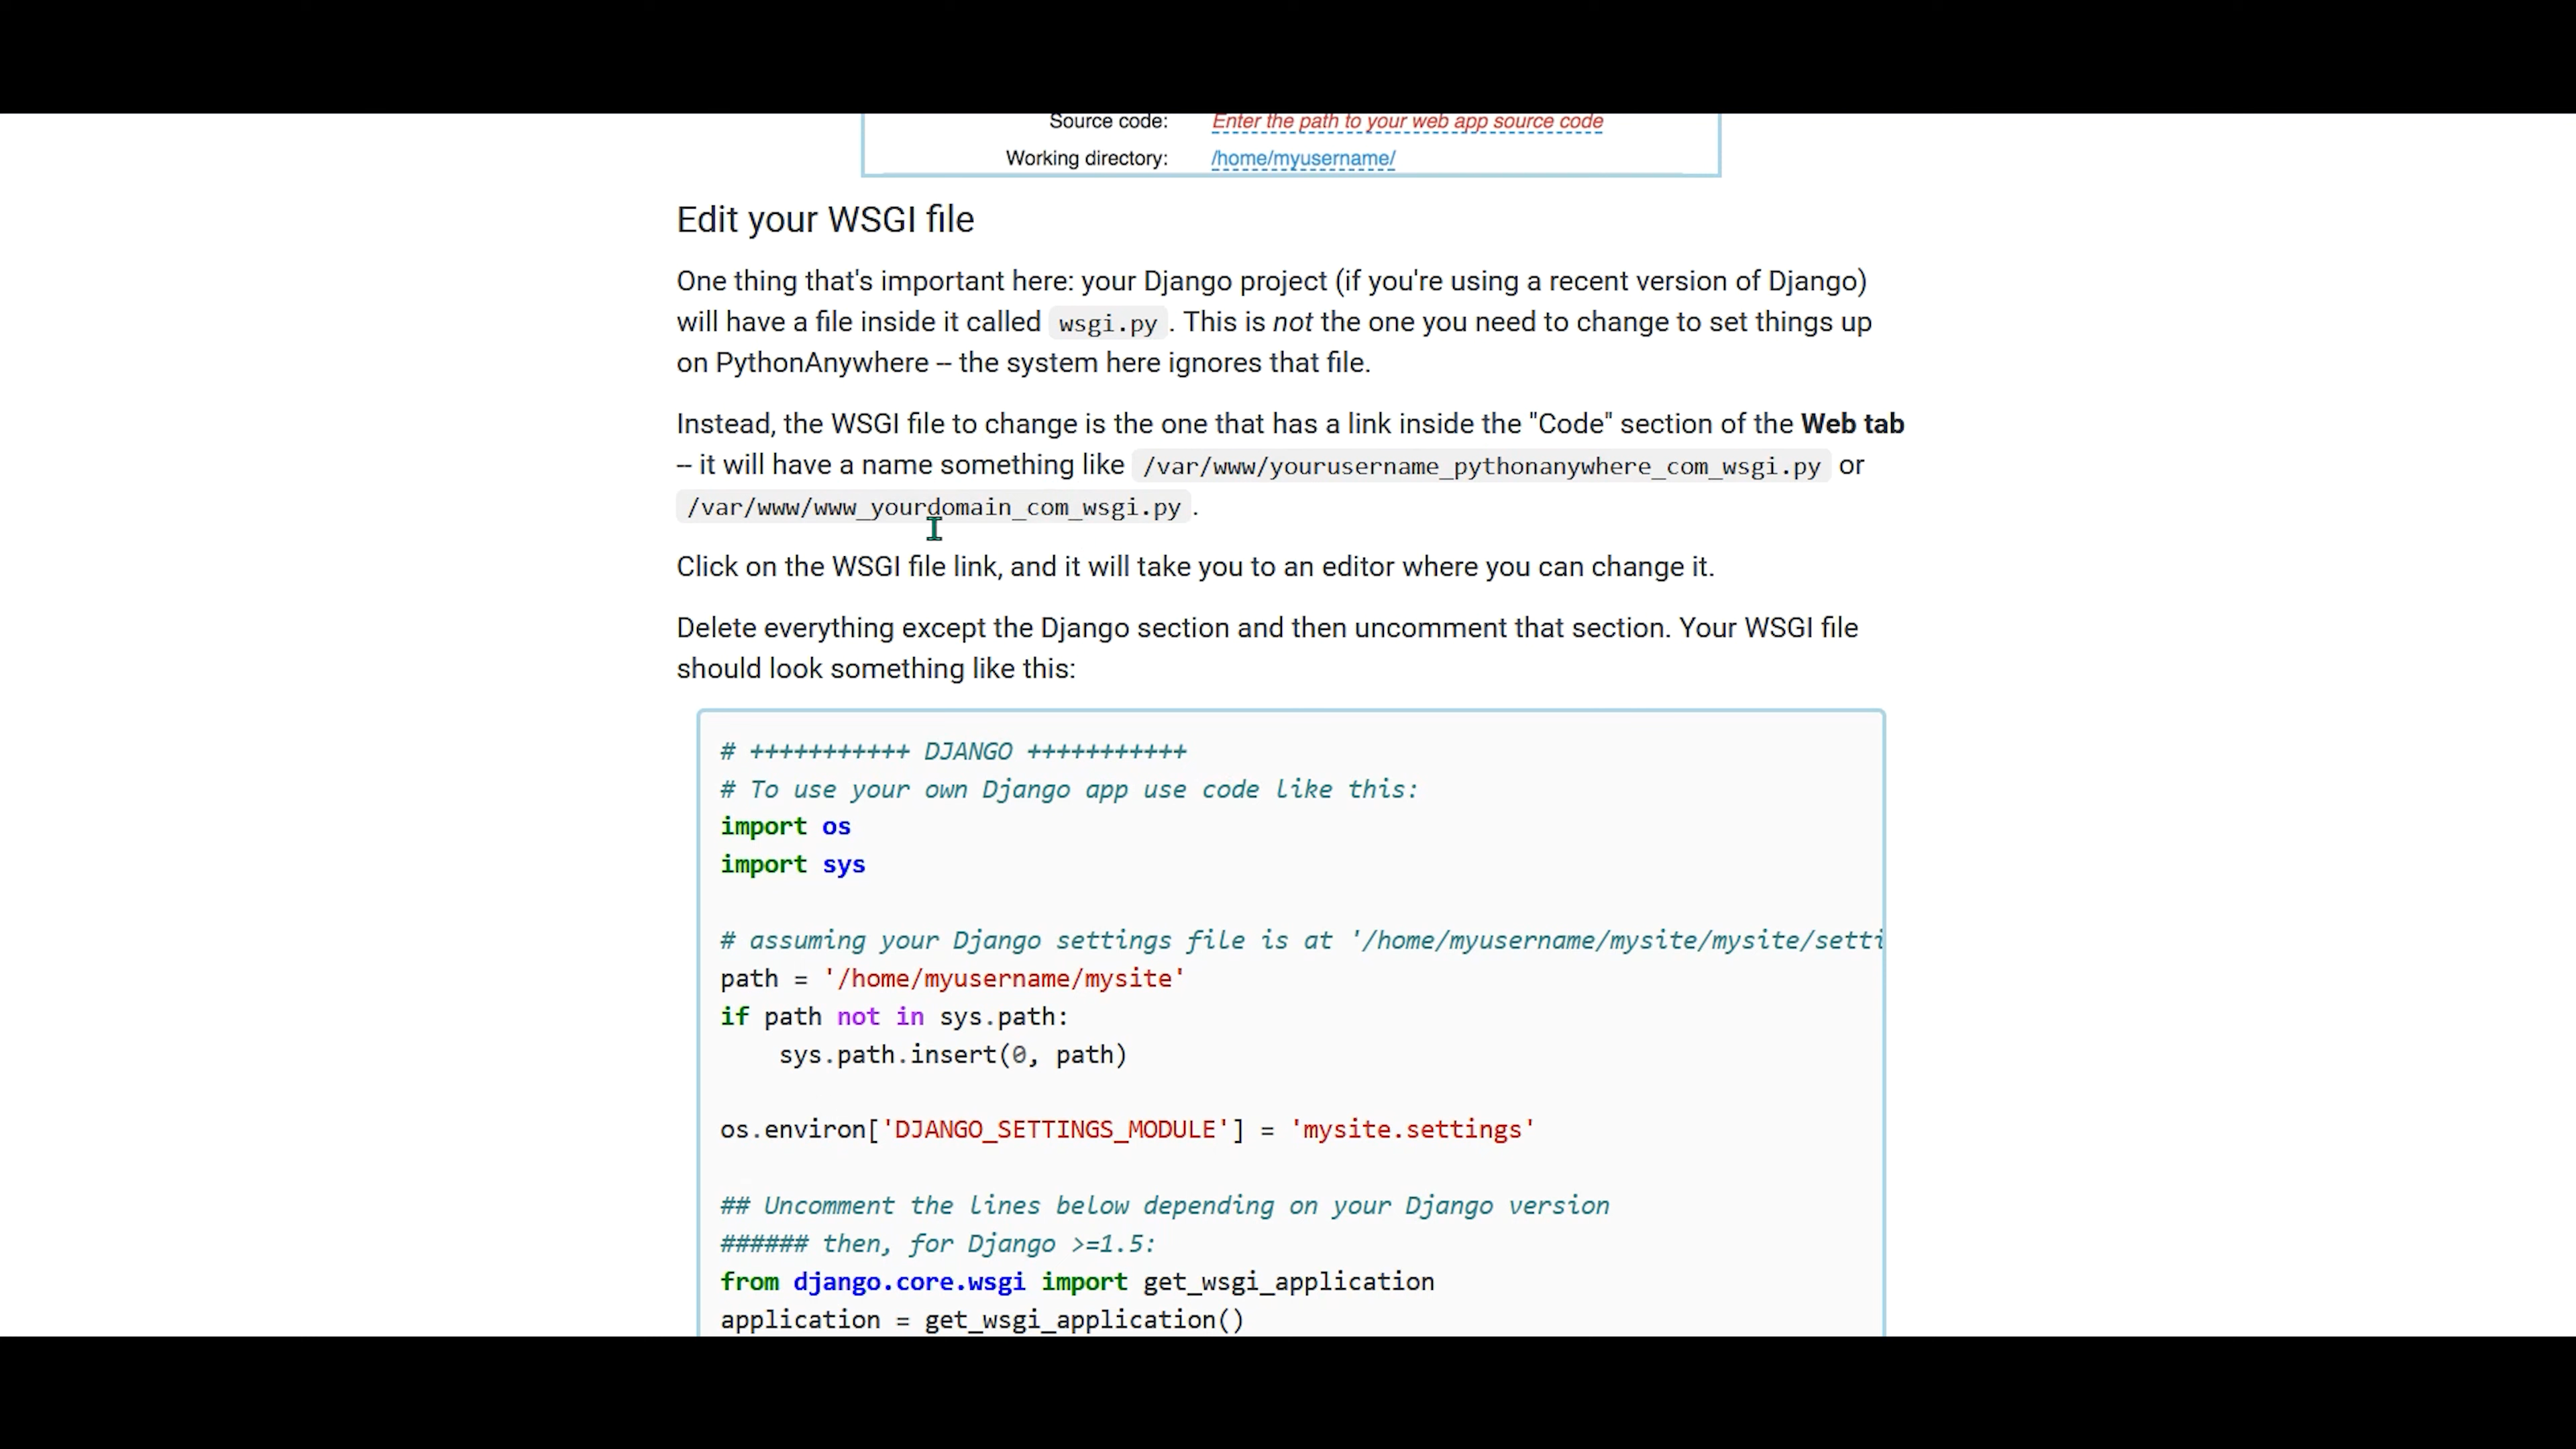 Source code: Enter the path to your web app source code
Working directory: /home/myusername/
Edit your WSGI file
One thing that's important here: your Django project (if you're using a recent version of Django)
will have a file inside it called wsgi.py . This is not the one you need to change to set things up
on PythonAnywhere -- the system here ignores that file.
Instead, the WSGI file to change is the one that has a link inside the "Code" section of the Web tab
-- it will have a name something like /var/www/yourusername_pythonanywhere_com_wsgi.py or
/var/www/www_yourdomain_com_wsgi.py .
Click on the WSGI file link, and it will take you to an editor where you can change it.
Delete everything except the Django section and then uncomment that section. Your WSGI file
should look something like this:
# +++++++++++ DJANGO +++++++++++
# To use your own Django app use code like this:
import os
import sys
# assuming your Django settings file is at '/home/myusername/mysite/mysite/setti
path = '/home/myusername/mysite'
if path not in sys.path:
    sys.path.insert(0, path)
os.environ['DJANGO_SETTINGS_MODULE'] = 'mysite.settings'
## Uncomment the lines below depending on your Django version
###### then, for Django >=1.5:
from django.core.wsgi import get_wsgi_application
application = get_wsgi_application()